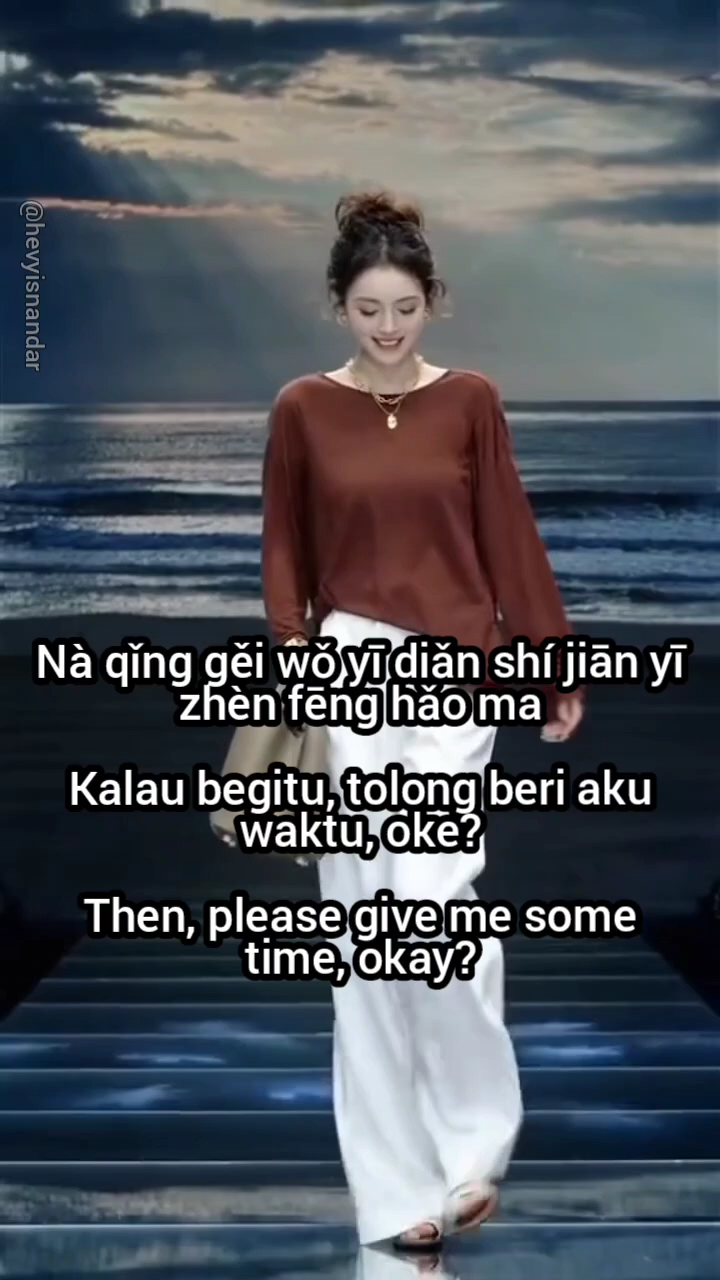 @hevyisnandar
Nà qǐng gěi wǒ yī diǎn shí jiān yī
zhèn fēng hǎo ma
Kalau begitu, tolong beri aku
waktu, oke?
Then, please give me some
time, okay?